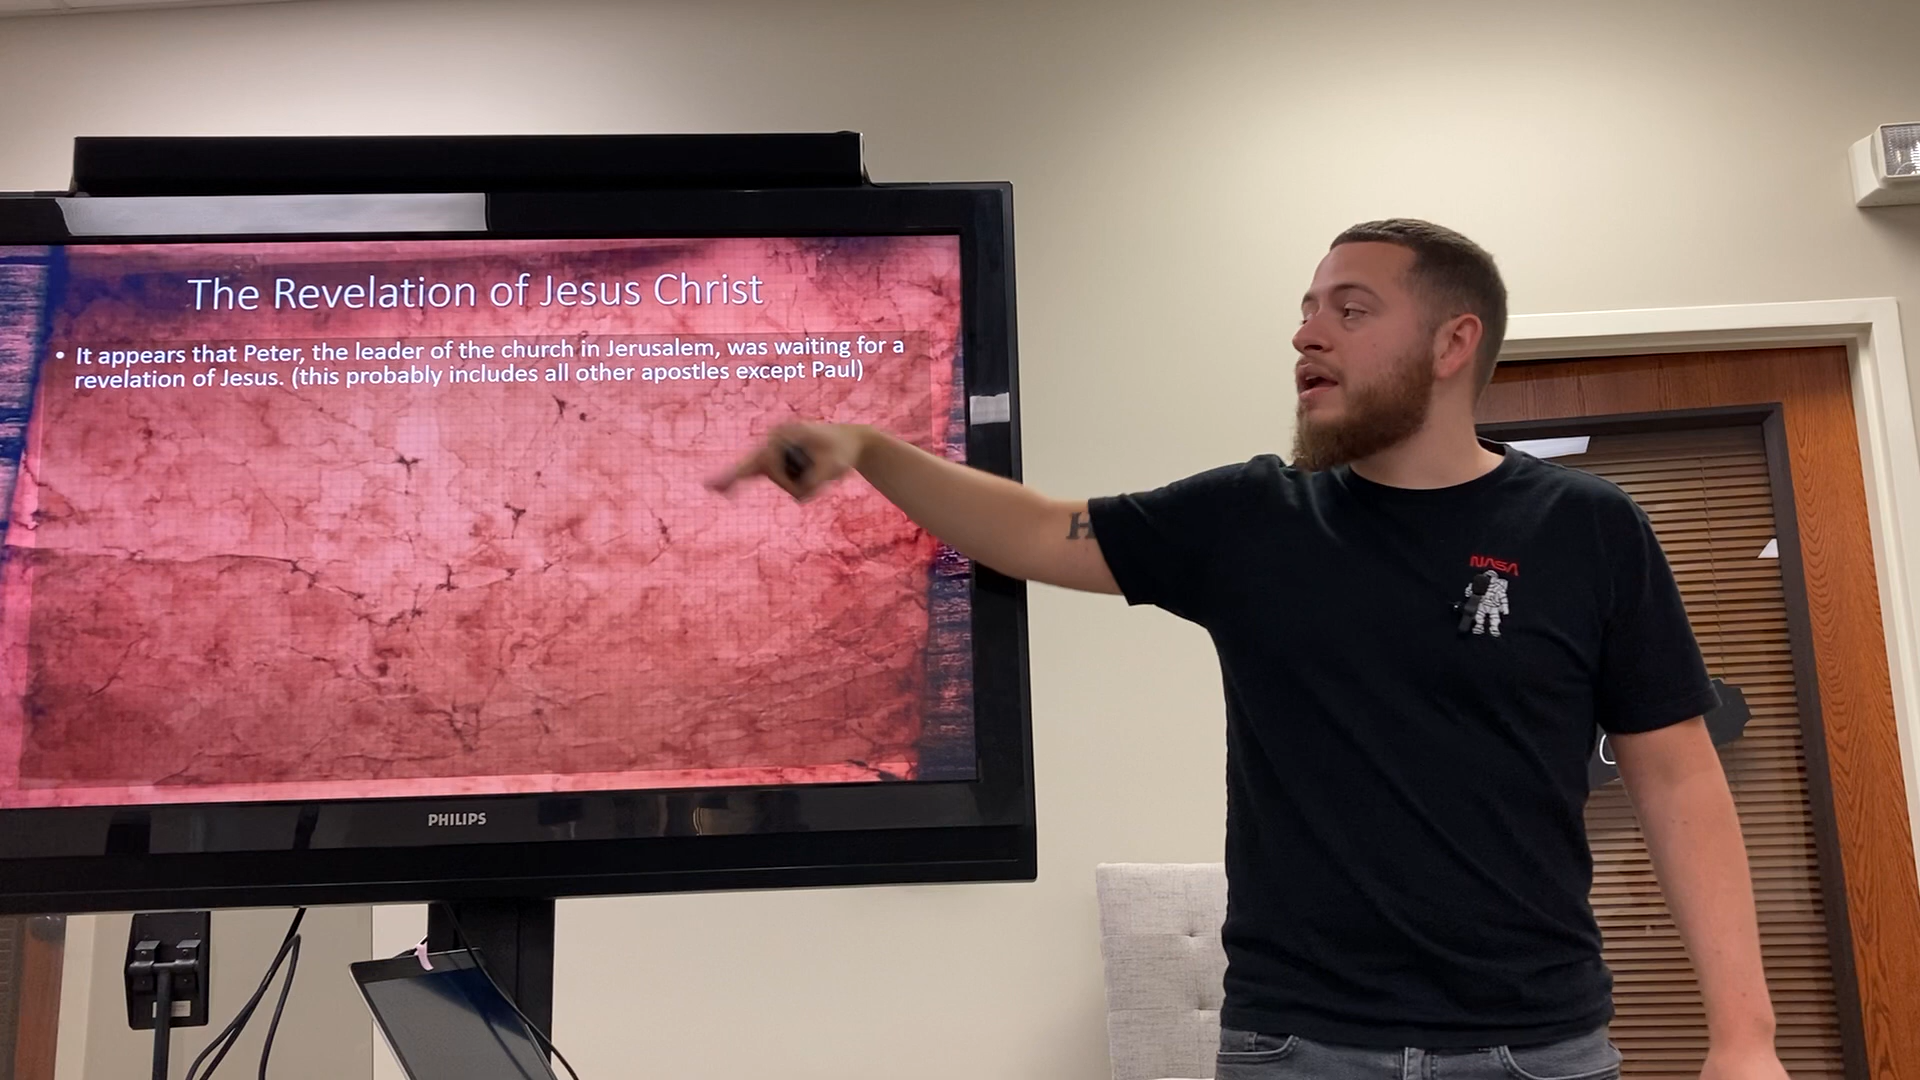 The Revelation of Jesus Christ
• It appears that Peter, the leader of the church in Jerusalem, was waiting for a
revelation of Jesus. (this probably includes all other apostles except Paul)
PHILIPS
H
NASA